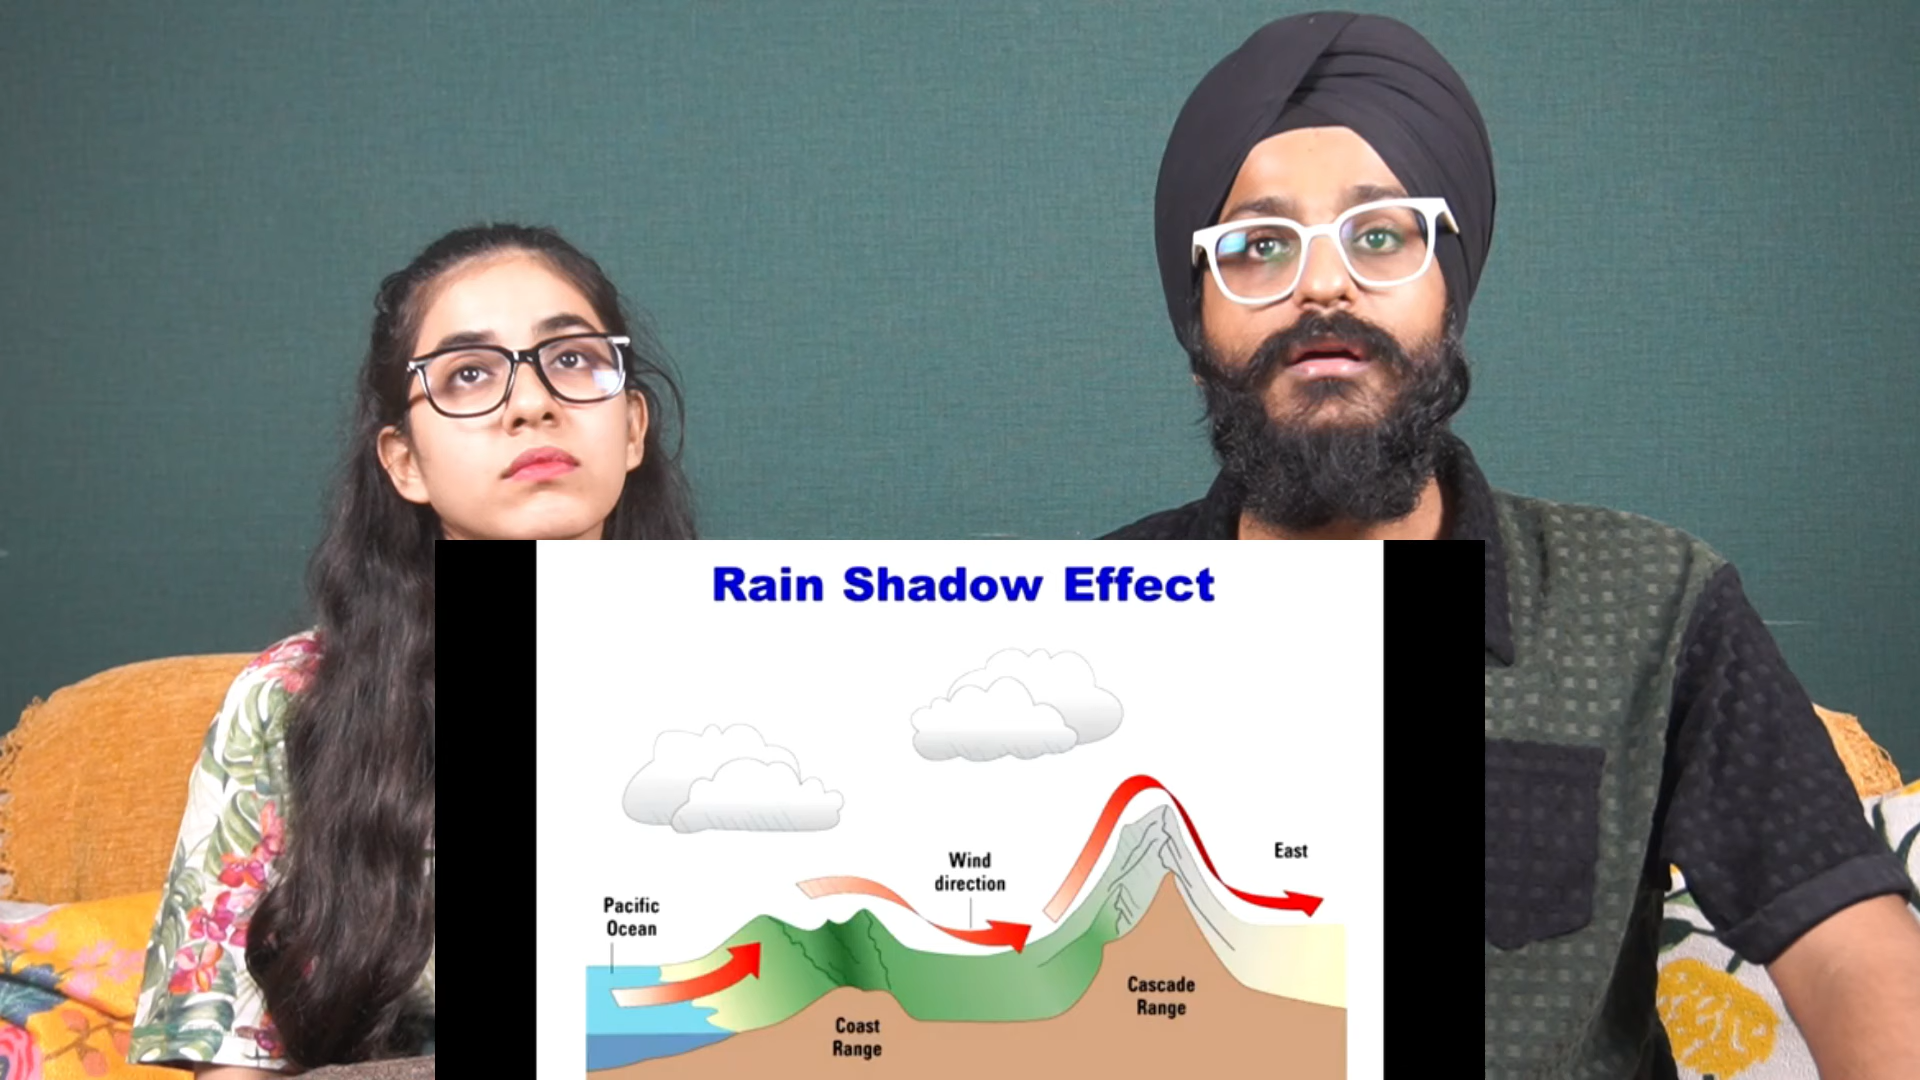 Rain Shadow Effect
Wind
direction
East
Pacific
Ocean
Cascade
Range
Coast
Range